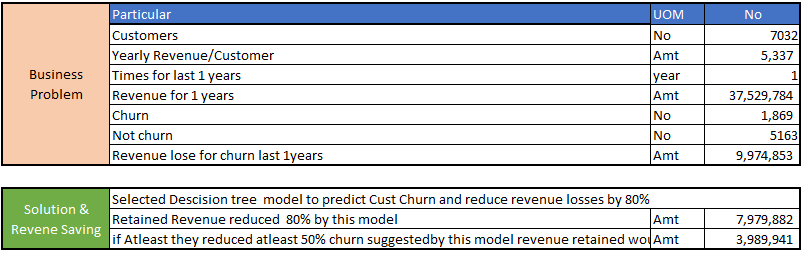 Particular UOM No
Customers No 7032
Yearly Revenue/Customer Amt 5,337
Times for last 1 years year 1
Business Problem
Revenue for 1 years Amt 37,529,784
Churn No 1,869
Not churn No 5163
Revenue lose for churn last 1years Amt 9,974,853
Selected Descision tree model to predict Cust Churn and reduce revenue losses by 80%
Solution & Revene Saving
Retained Revenue reduced 80% by this model Amt 7,979,882
if Atleast they reduced atleast 50% churn suggestedby this model revenue retained wou Amt 3,989,941